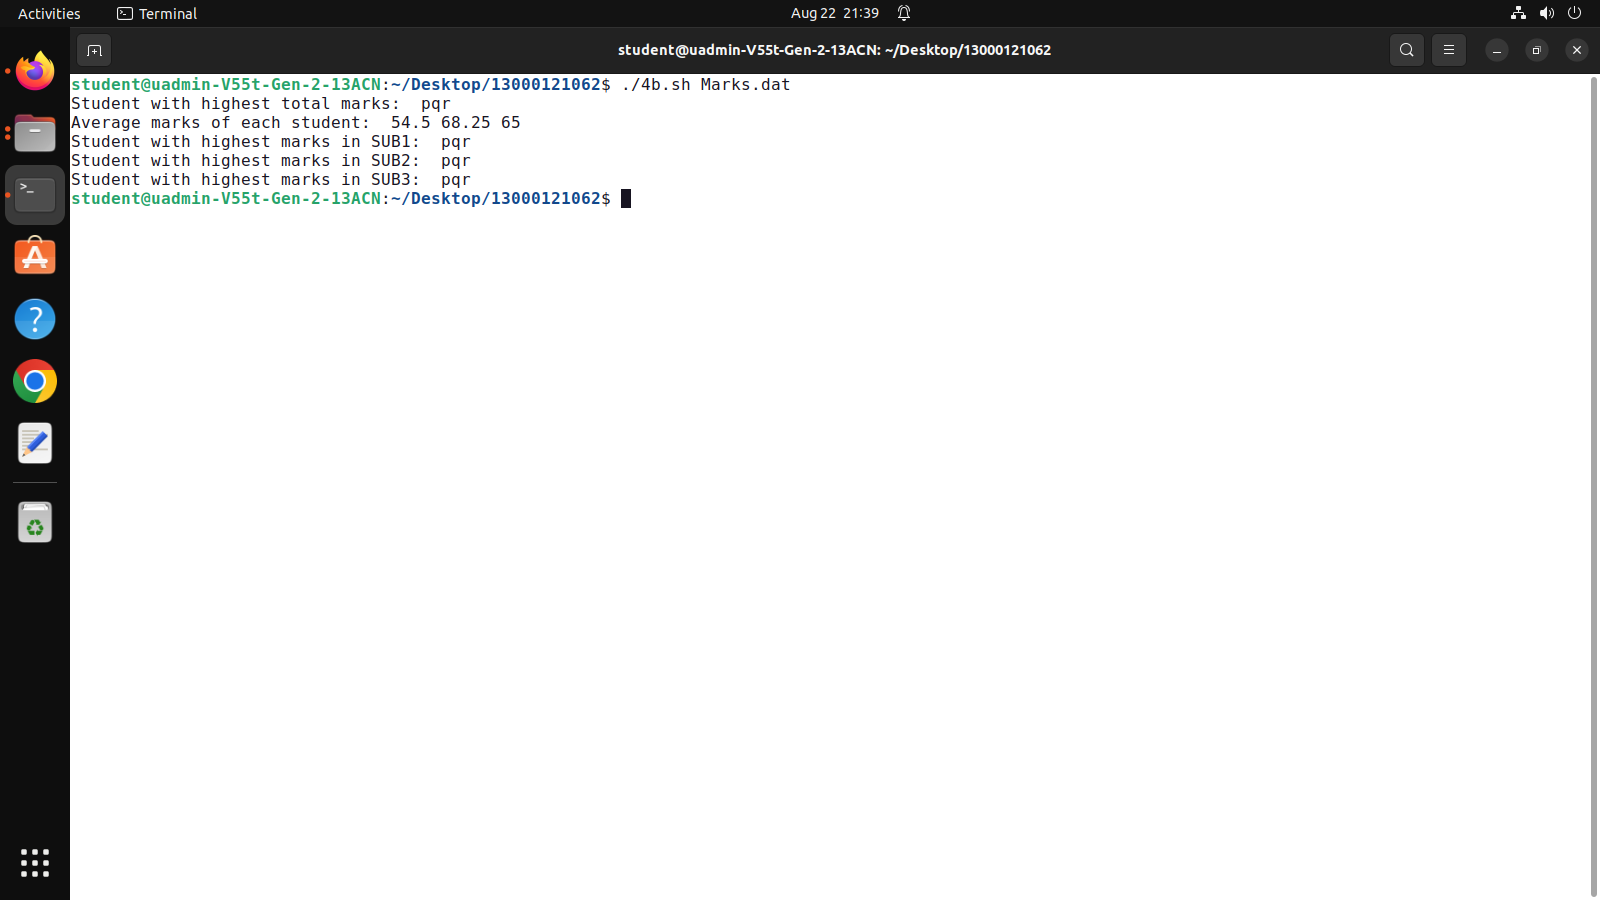 Activities Terminal Aug 22 21:39
student@uadmin-V55t-Gen-2-13ACN: ~/Desktop/13000121062
student@uadmin-V55t-Gen-2-13ACN:~/Desktop/13000121062$ ./4b.sh Marks.dat
Student with highest total marks:  pqr
Average marks of each student:  54.5 68.25 65
Student with highest marks in SUB1:  pqr
Student with highest marks in SUB2:  pqr
Student with highest marks in SUB3:  pqr
student@uadmin-V55t-Gen-2-13ACN:~/Desktop/13000121062$